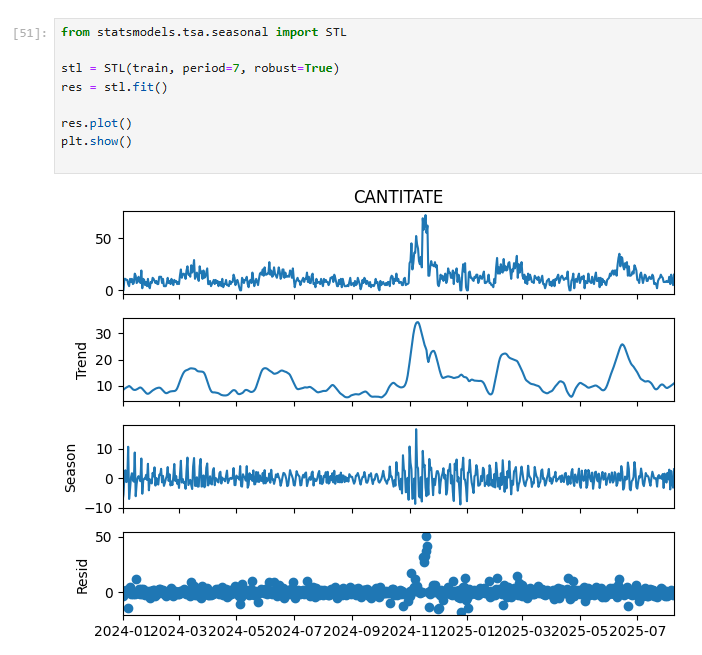 [51]:
from statsmodels.tsa.seasonal import STL
stl = STL(train, period=7, robust=True)
res = stl.fit()
res.plot()
plt.show()
CANTITATE
50
0
30
20
10
Trend
10
0
−10
Season
50
0
Resid
2024-01 2024-03 2024-05 2024-07 2024-09 2024-11 2025-01 2025-03 2025-05 2025-07